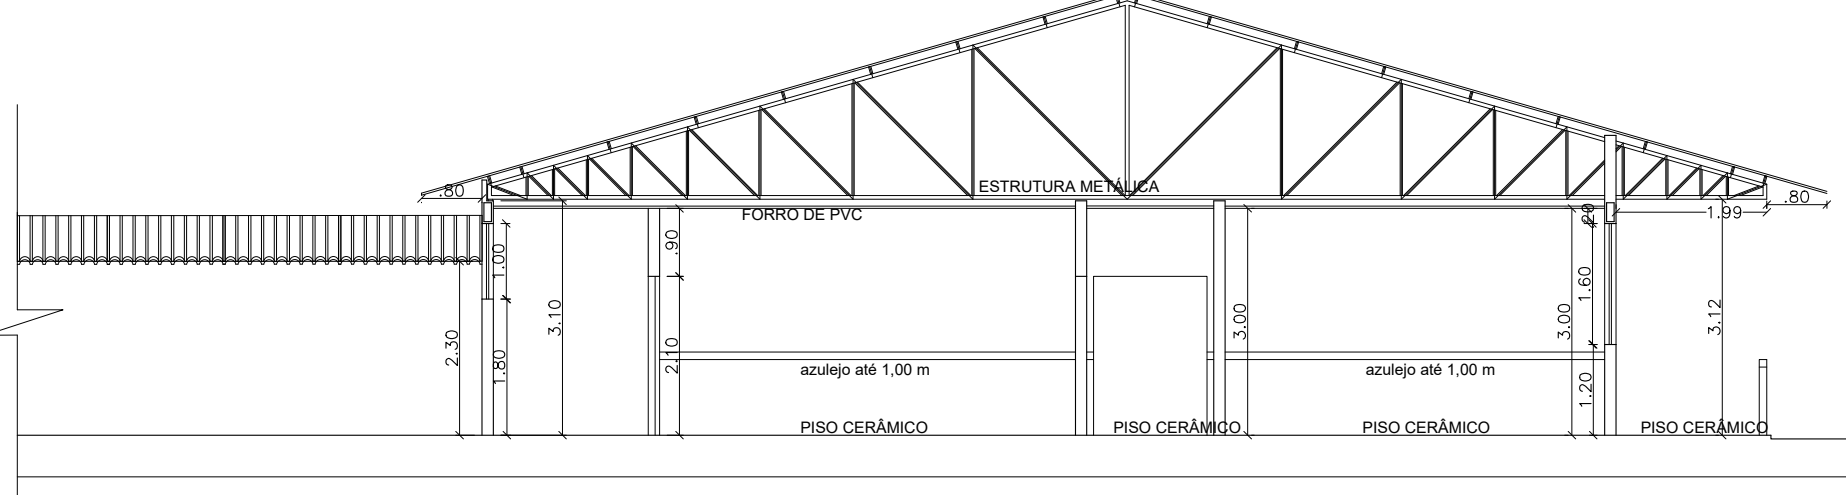 .80
ESTRUTURA METÁLICA
.80
1.99
FORRO DE PVC
.20
.90
1.00
1.60
3.10
3.00
3.00
3.12
2.30
1.80
2.10
azulejo até 1,00 m
azulejo até 1,00 m
1.20
PISO CERÂMICO
PISO CERÂMICO
PISO CERÂMICO
PISO CERÂMICO